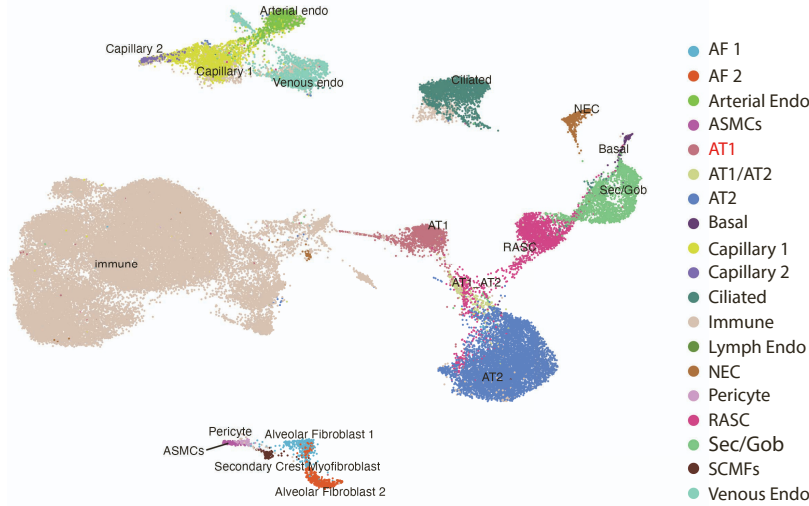 Arterial endo
Capillary 2
Capillary 1
Venous endo
Ciliated
NEC
Basal
Sec/Gob
AT1
RASC
immune
AT1_AT2
AT2
Pericyte
Alveolar Fibroblast 1
ASMCs
Secondary Crest Myofibroblast
Alveolar Fibroblast 2
AF 1
AF 2
Arterial Endo
ASMCs
AT1
AT1/AT2
AT2
Basal
Capillary 1
Capillary 2
Ciliated
Immune
Lymph Endo
NEC
Pericyte
RASC
Sec/Gob
SCMFs
Venous Endo